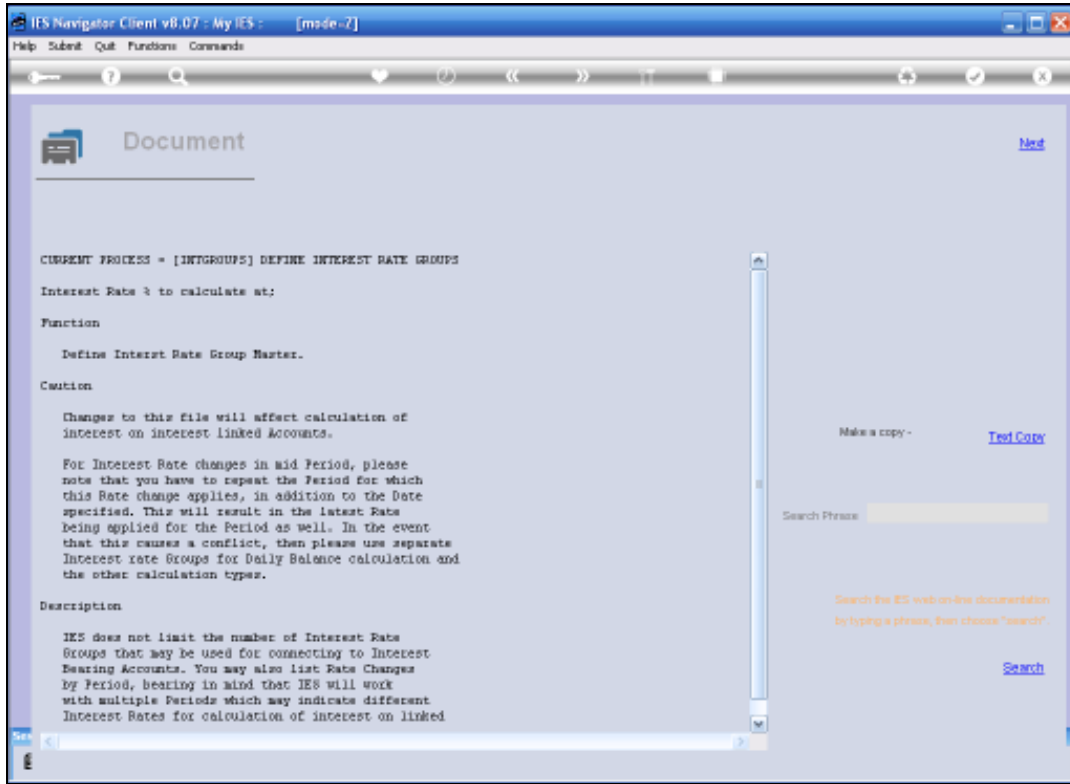 IES Navigator Client v8.07 : My IES : [mode=2]
Help Submit Quit Functions Commands
Document
Next
CURRENT PROCESS = [INTGROUPS] DEFINE INTEREST RATE GROUPS
Interest Rate % to calculate at;
Function
Define Interst Rate Group Master.
Caution
Changes to this file will affect calculation of
interest on interest linked Accounts.
For Interest Rate changes in mid Period, please
note that you have to repeat the Period for which
this Rate change applies, in addition to the Date
specified. This will result in the latest Rate
being applied for the Period as well. In the event
that this causes a conflict, then please use separate
Interest rate Groups for Daily Balance calculation and
the other calculation types.
Description
IES does not limit the number of Interest Rate
Groups that may be used for connecting to Interest
Bearing Accounts. You may also list Rate Changes
by Period, bearing in mind that IES will work
with multiple Periods which may indicate different
Interest Rates for calculation of interest on linked
Make a copy -
Text Copy
Search Phrase
Search the IES web on-line documentation
by typing a phrase, then choose "search".
Search